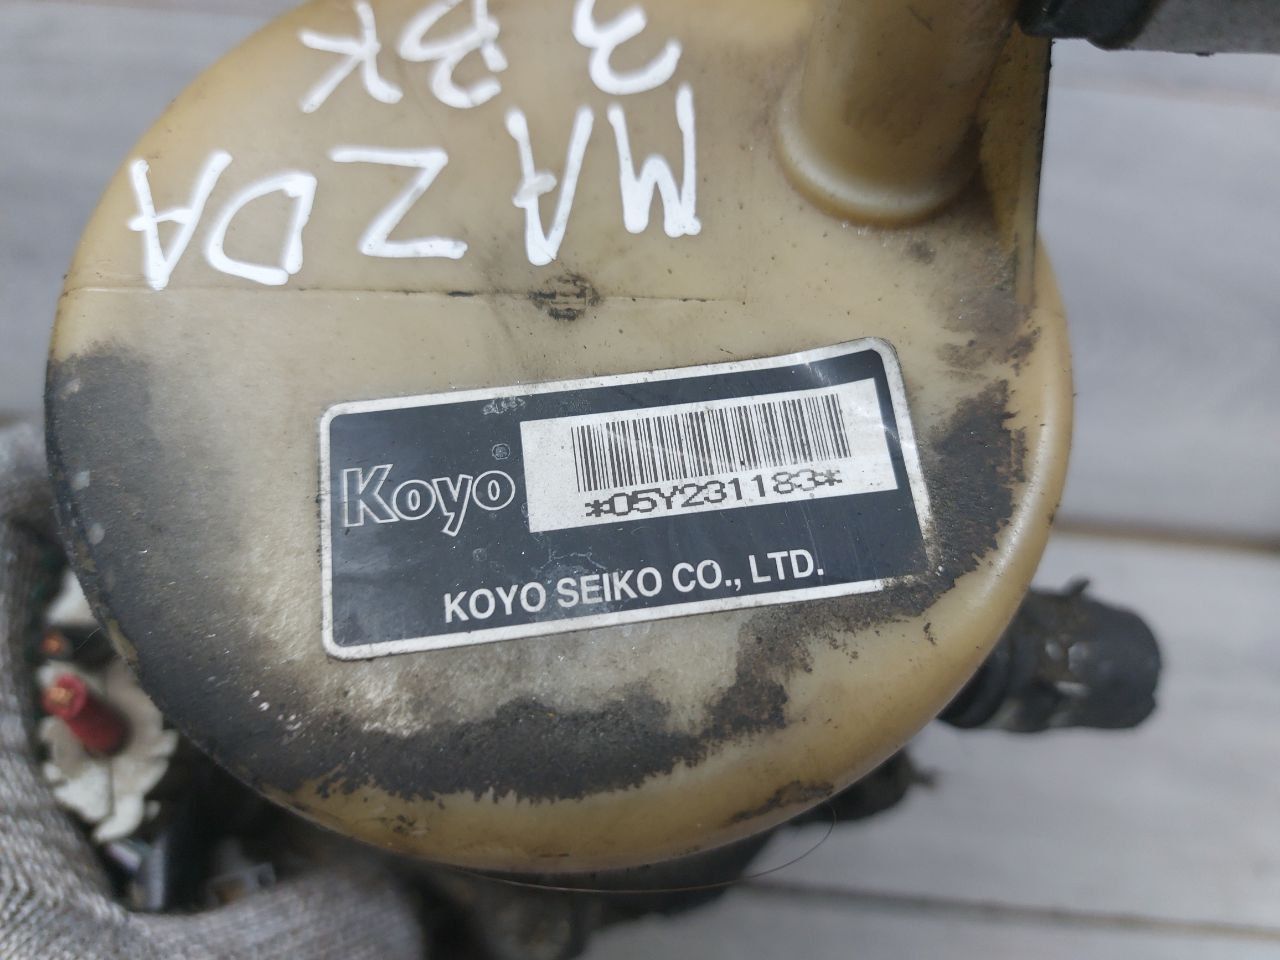 MAZDA
3 BK
Koyo®
*05Y231183*
KOYO SEIKO CO., LTD.